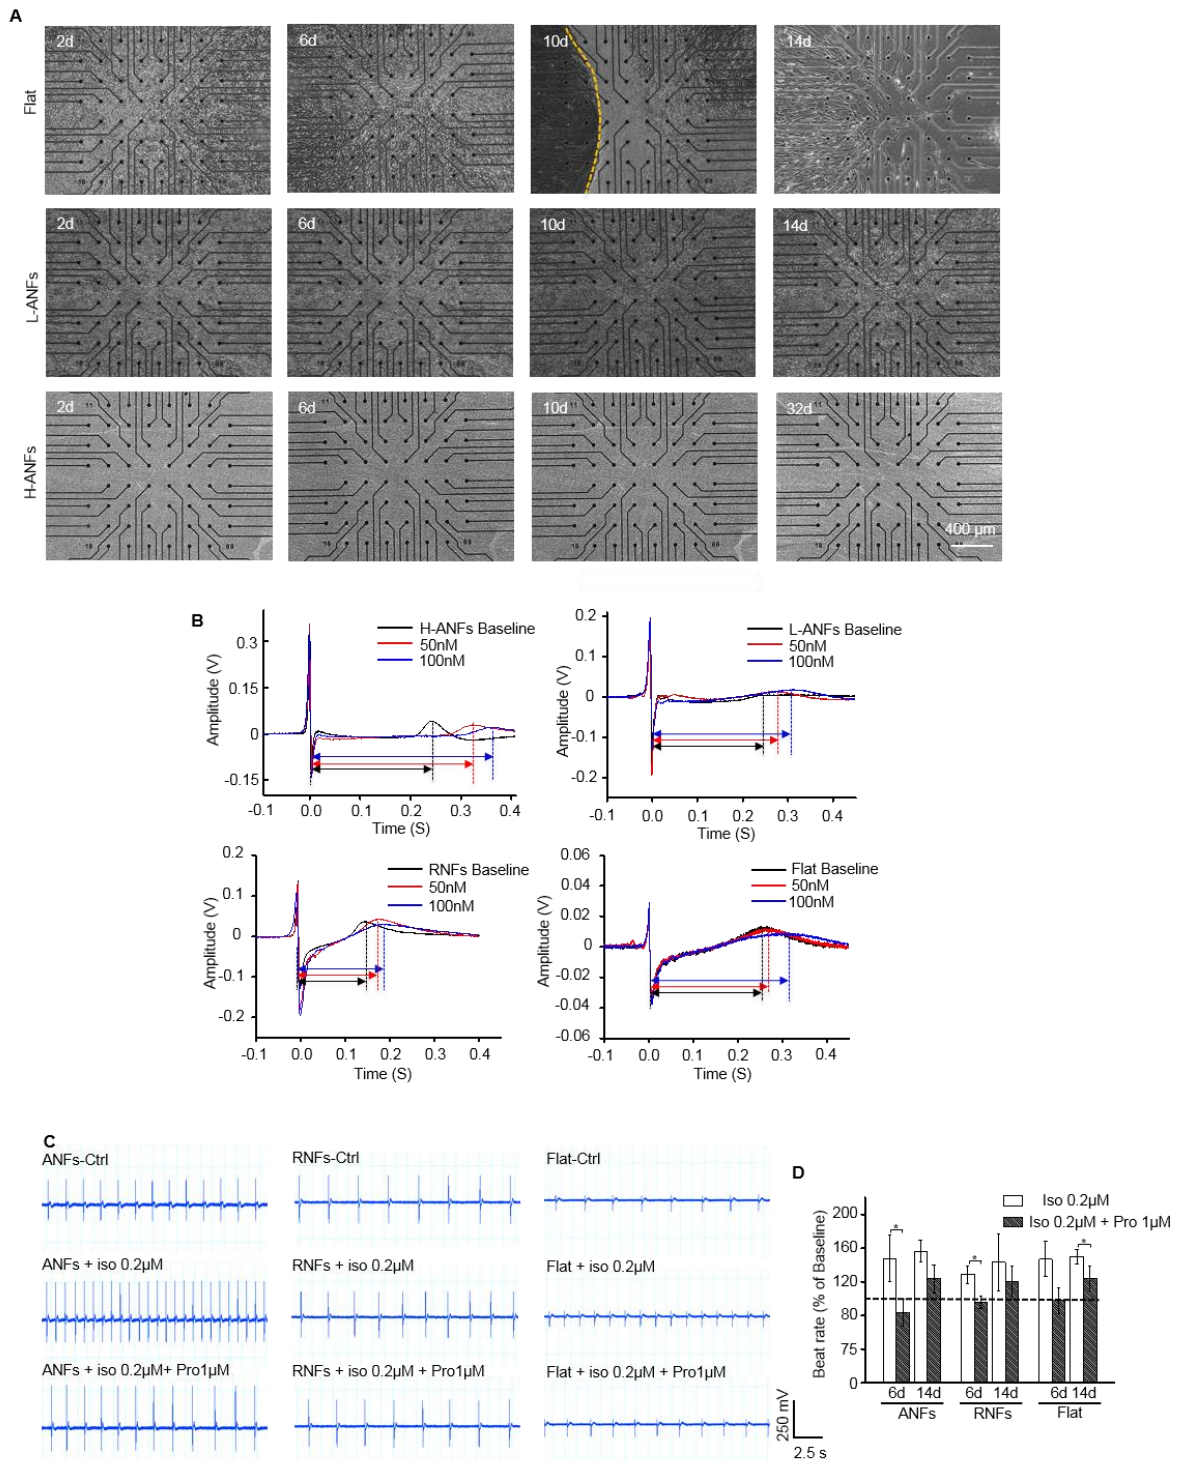 A
Flat
2d
6d
10d
14d
L-ANFs
2d
6d
10d
14d
H-ANFs
2d
6d
10d
32d
400 µm
B
Amplitude (V)
0.3
0.15
0
-0.15
H-ANFs Baseline
50nM
100nM
-0.1 0.0 0.1 0.2 0.3 0.4
Time (S)
Amplitude (V)
0.2
0.1
0
-0.1
-0.2
L-ANFs Baseline
50nM
100nM
-0.1 0.0 0.1 0.2 0.3 0.4
Time (S)
Amplitude (V)
0.2
0.1
0
-0.1
-0.2
RNFs Baseline
50nM
100nM
-0.1 0.0 0.1 0.2 0.3 0.4
Time (S)
Amplitude (V)
0.06
0.04
0.02
0
-0.02
-0.04
-0.06
Flat Baseline
50nM
100nM
-0.1 0.0 0.1 0.2 0.3 0.4
Time (S)
C
ANFs-Ctrl
RNFs-Ctrl
Flat-Ctrl
ANFs + iso 0.2µM
RNFs + iso 0.2µM
Flat + iso 0.2µM
ANFs + iso 0.2µM+ Pro1µM
RNFs + iso 0.2µM + Pro1µM
Flat + iso 0.2µM + Pro1µM
250 mV
2.5 s
D
Iso 0.2µM
Iso 0.2µM + Pro 1µM
Beat rate (% of Baseline)
200
160
120
80
75
0
*
*
*
6d 14d 6d 14d 6d 14d
ANFs RNFs Flat